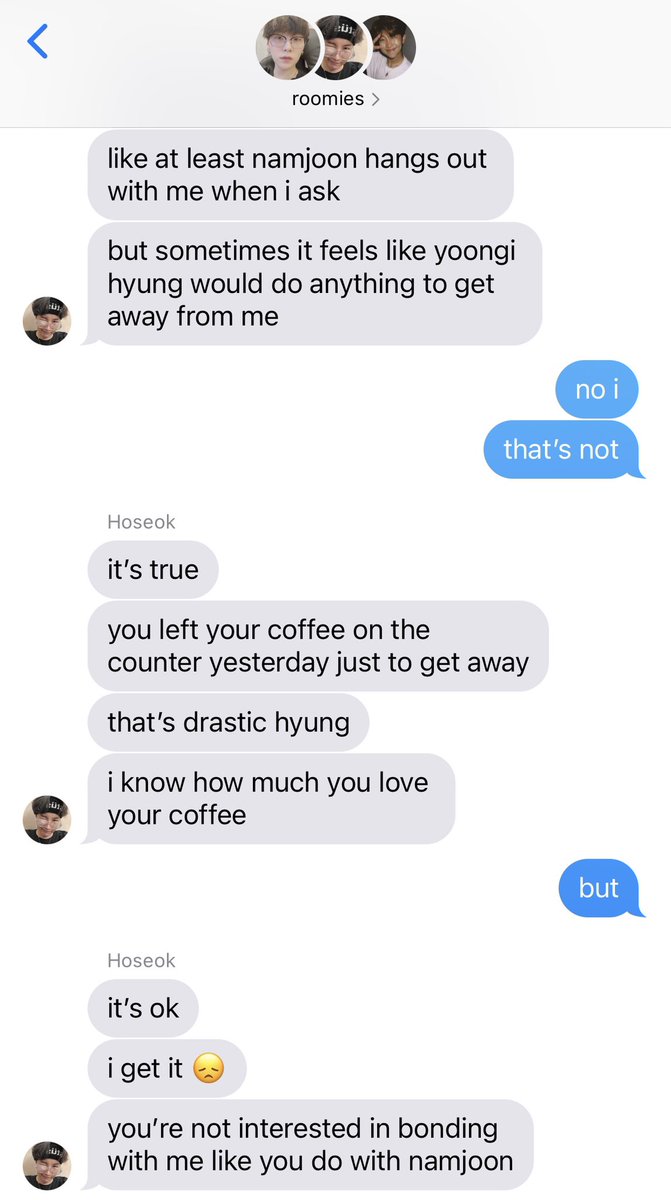 roomies
like at least namjoon hangs out
with me when i ask
but sometimes it feels like yoongi
hyung would do anything to get
away from me
no i
that’s not
Hoseok
it’s true
you left your coffee on the
counter yesterday just to get away
that’s drastic hyung
i know how much you love
your coffee
but
Hoseok
it’s ok
i get it 😞
you’re not interested in bonding
with me like you do with namjoon